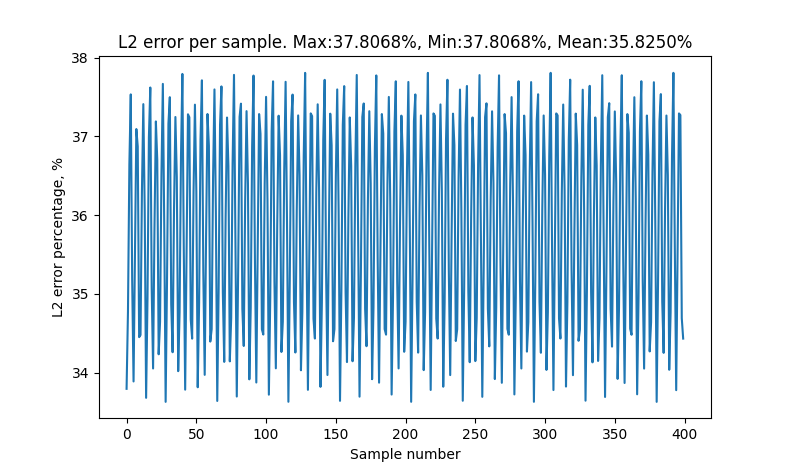 L2 error per sample. Max:37.8068%, Min:37.8068%, Mean:35.8250%
38
37
36
35
34
L2 error percentage, %
0 50 100 150 200 250 300 350 400
Sample number